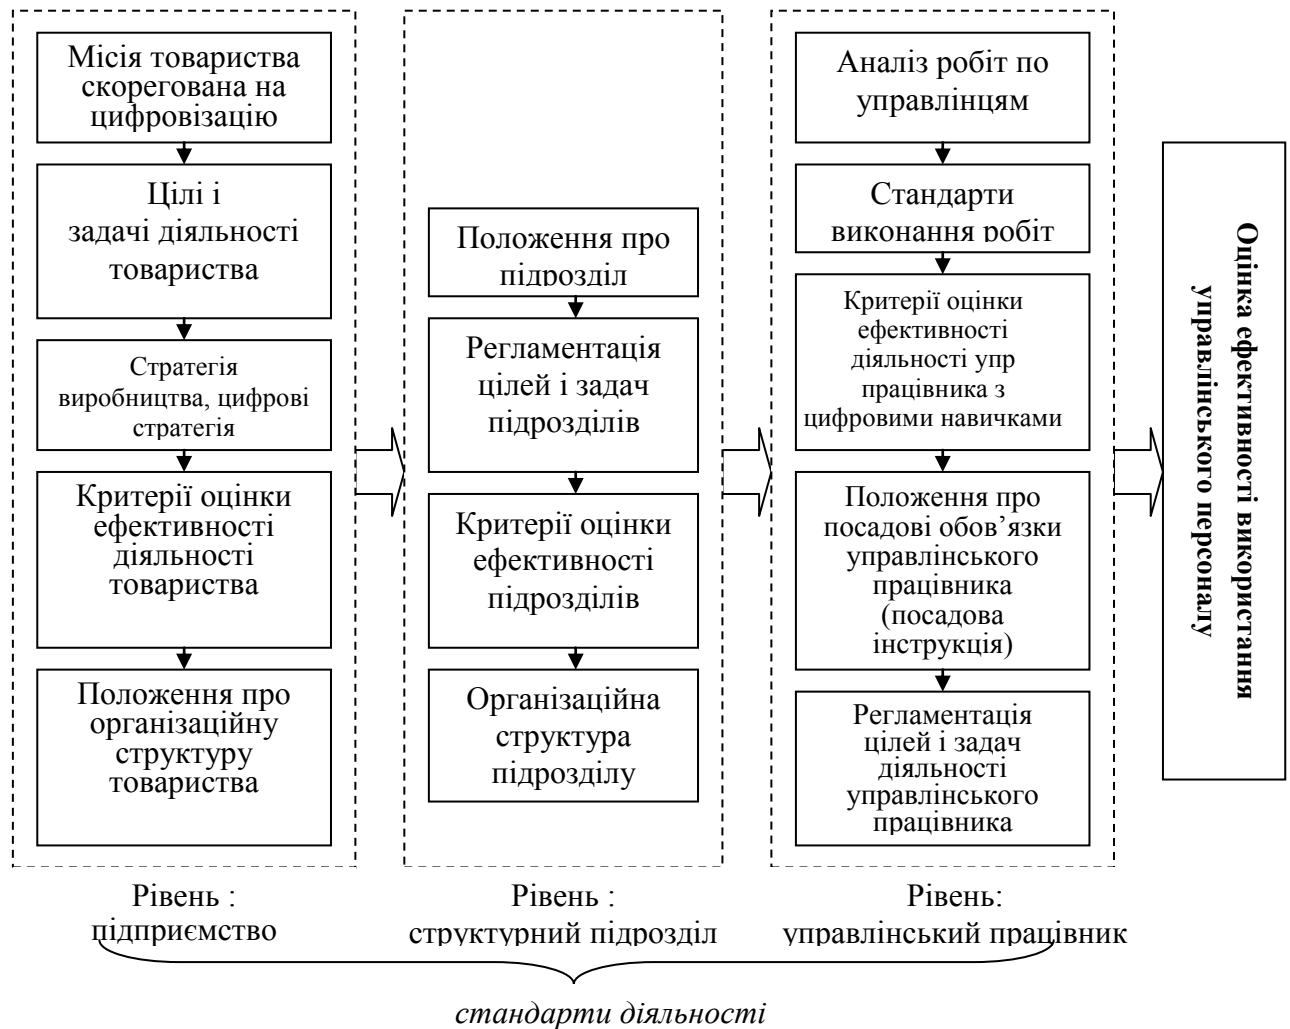 Місія товариства
скорегована на
цифровізацію
Цілі і
задачі діяльності
товариства
Стратегія
виробництва, цифрові
стратегія
Критерії оцінки
ефективності
діяльності
товариства
Положення про
організаційну
структуру
товариства
Рівень :
підприємство
Положення про
підрозділ
Регламентація
цілей і задач
підрозділів
Критерії оцінки
ефективності
підрозділів
Організаційна
структура
підрозділу
Рівень :
структурний підрозділ
Аналіз робіт по
управлінцям
Стандарти
виконання робіт
Критерії оцінки
ефективності
діяльності упр
працівника з
цифровими навичками
Положення про
посадові обов’язки
управлінського
працівника
(посадова
інструкція)
Регламентація
цілей і задач
діяльності
управлінського
працівника
Рівень:
управлінський працівник
Оцінка ефективності використання
управлінського персоналу
стандарти діяльності